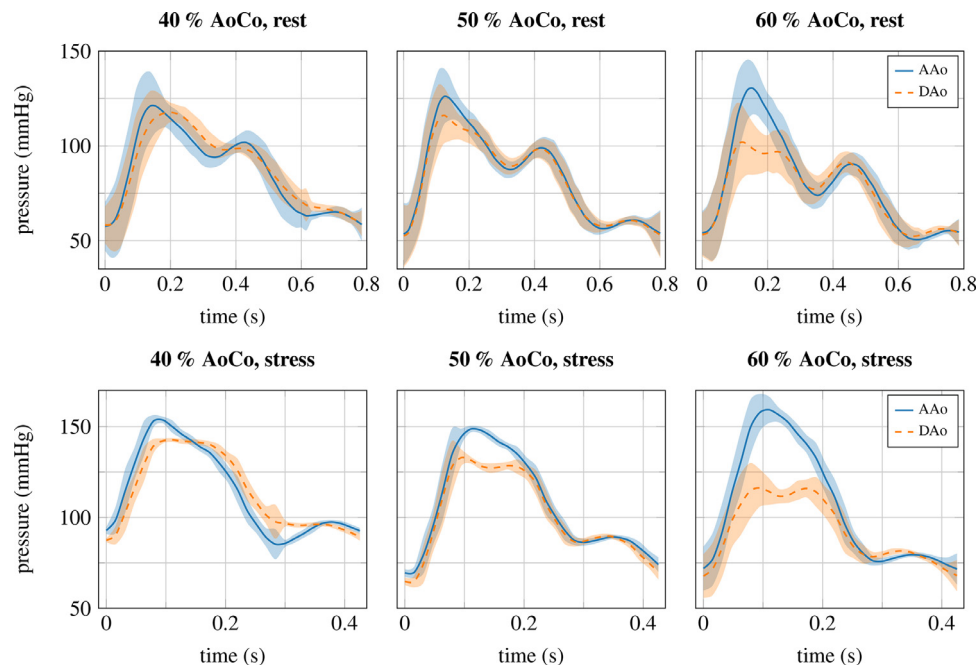 40 % AoCo, rest 50 % AoCo, rest 60 % AoCo, rest
AAo
DAo
150
100
50
pressure (mmHg)
0 0.2 0.4 0.6 0.8 0 0.2 0.4 0.6 0.8 0 0.2 0.4 0.6 0.8
time (s) time (s) time (s)
40 % AoCo, stress 50 % AoCo, stress 60 % AoCo, stress
AAo
DAo
150
100
50
pressure (mmHg)
0 0.2 0.4 0 0.2 0.4 0 0.2 0.4
time (s) time (s) time (s)